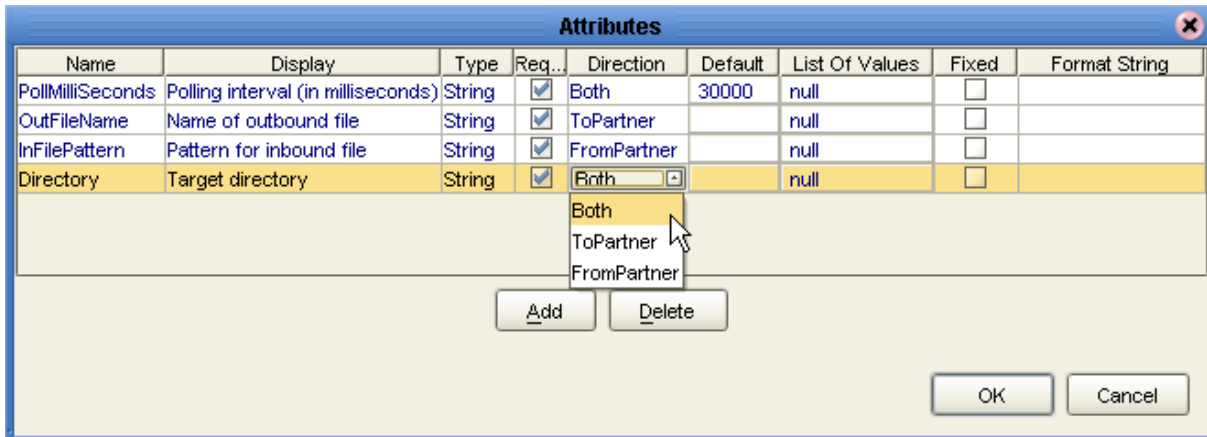 Attributes
Name Display Type Req... Direction Default List Of Values Fixed Format String
PollMilliSeconds Polling interval (in milliseconds) String Both 30000 null
OutFileName Name of outbound file String ToPartner null
InFilePattern Pattern for inbound file String FromPartner null
Directory Target directory String Both null
Both
ToPartner
FromPartner
Add Delete
OK Cancel